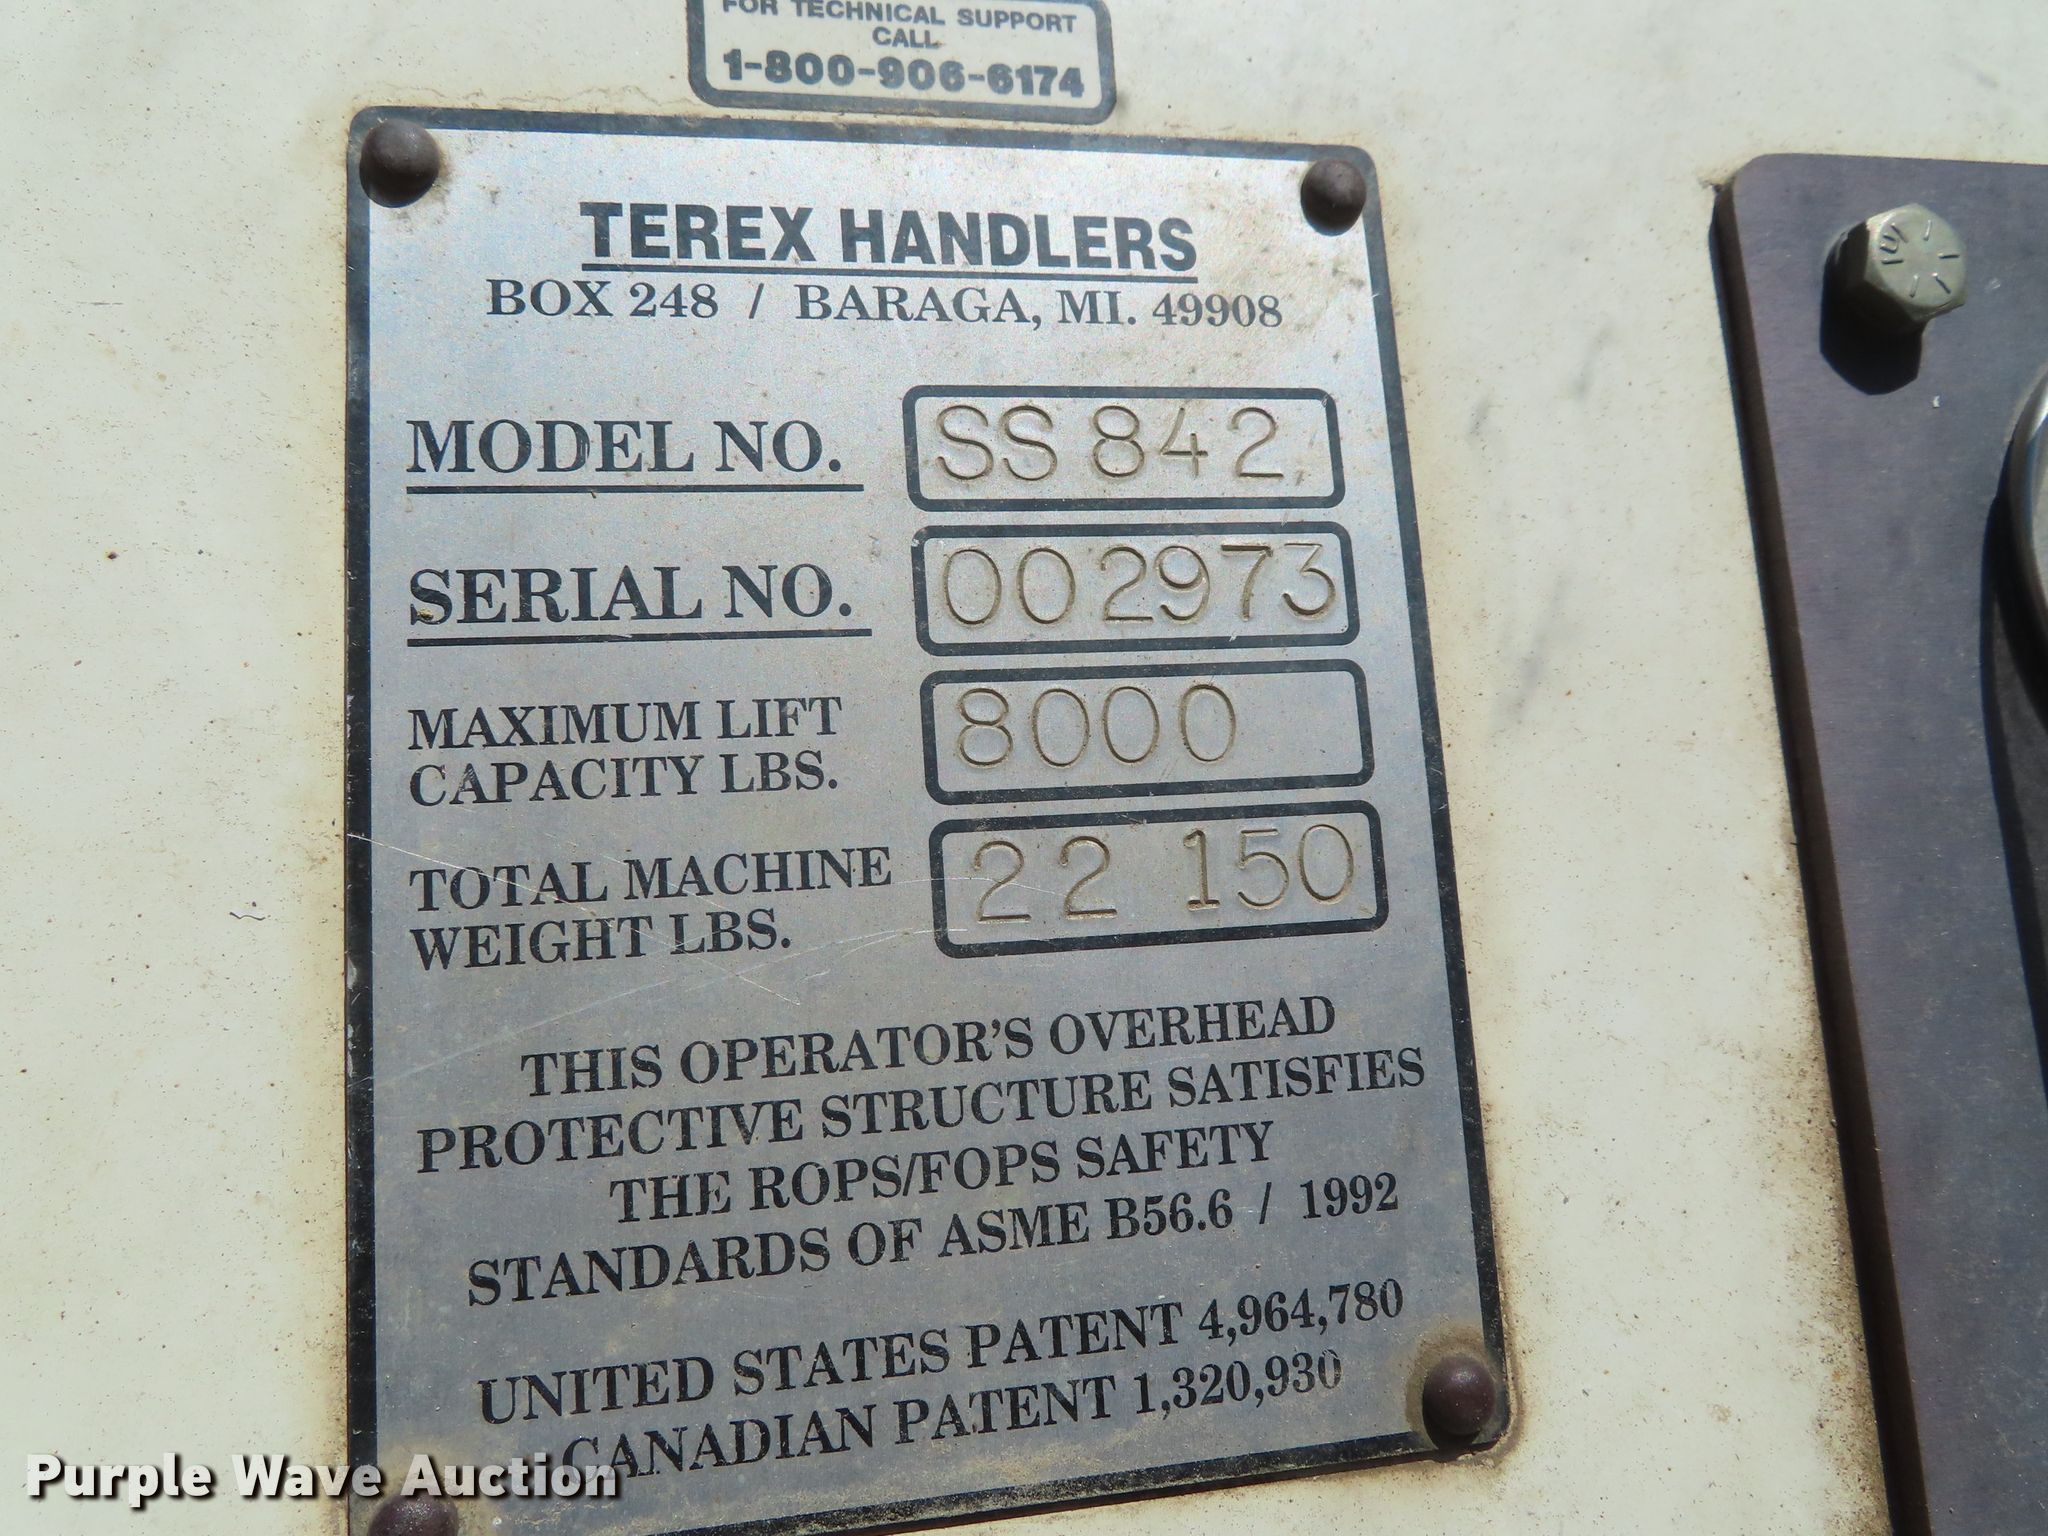 FOR TECHNICAL SUPPORT
CALL
1-800-906-6174
TEREX HANDLERS
BOX 248 / BARAGA, MI. 49908
MODEL NO. SS 842
SERIAL NO. 002973
MAXIMUM LIFT
CAPACITY LBS. 8000
TOTAL MACHINE
WEIGHT LBS. 22 150
THIS OPERATOR'S OVERHEAD
PROTECTIVE STRUCTURE SATISFIES
THE ROPS/FOPS SAFETY
STANDARDS OF ASME B56.6 / 1992
UNITED STATES PATENT 4,964,780
CANADIAN PATENT 1,320,930
Purple Wave Auction